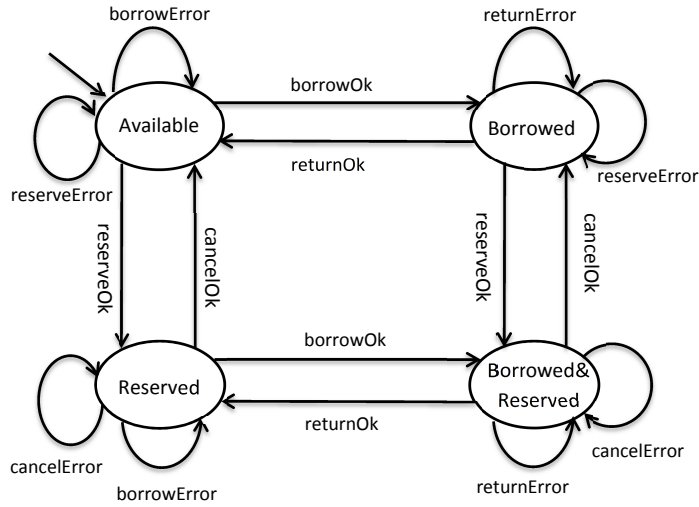 borrowError
returnError
borrowOk
Available
Borrowed
returnOk
reserveError
reserveError
reserveOk
cancelOk
reserveOk
cancelOk
borrowOk
Reserved
Borrowed&
Reserved
returnOk
cancelError
cancelError
borrowError
returnError